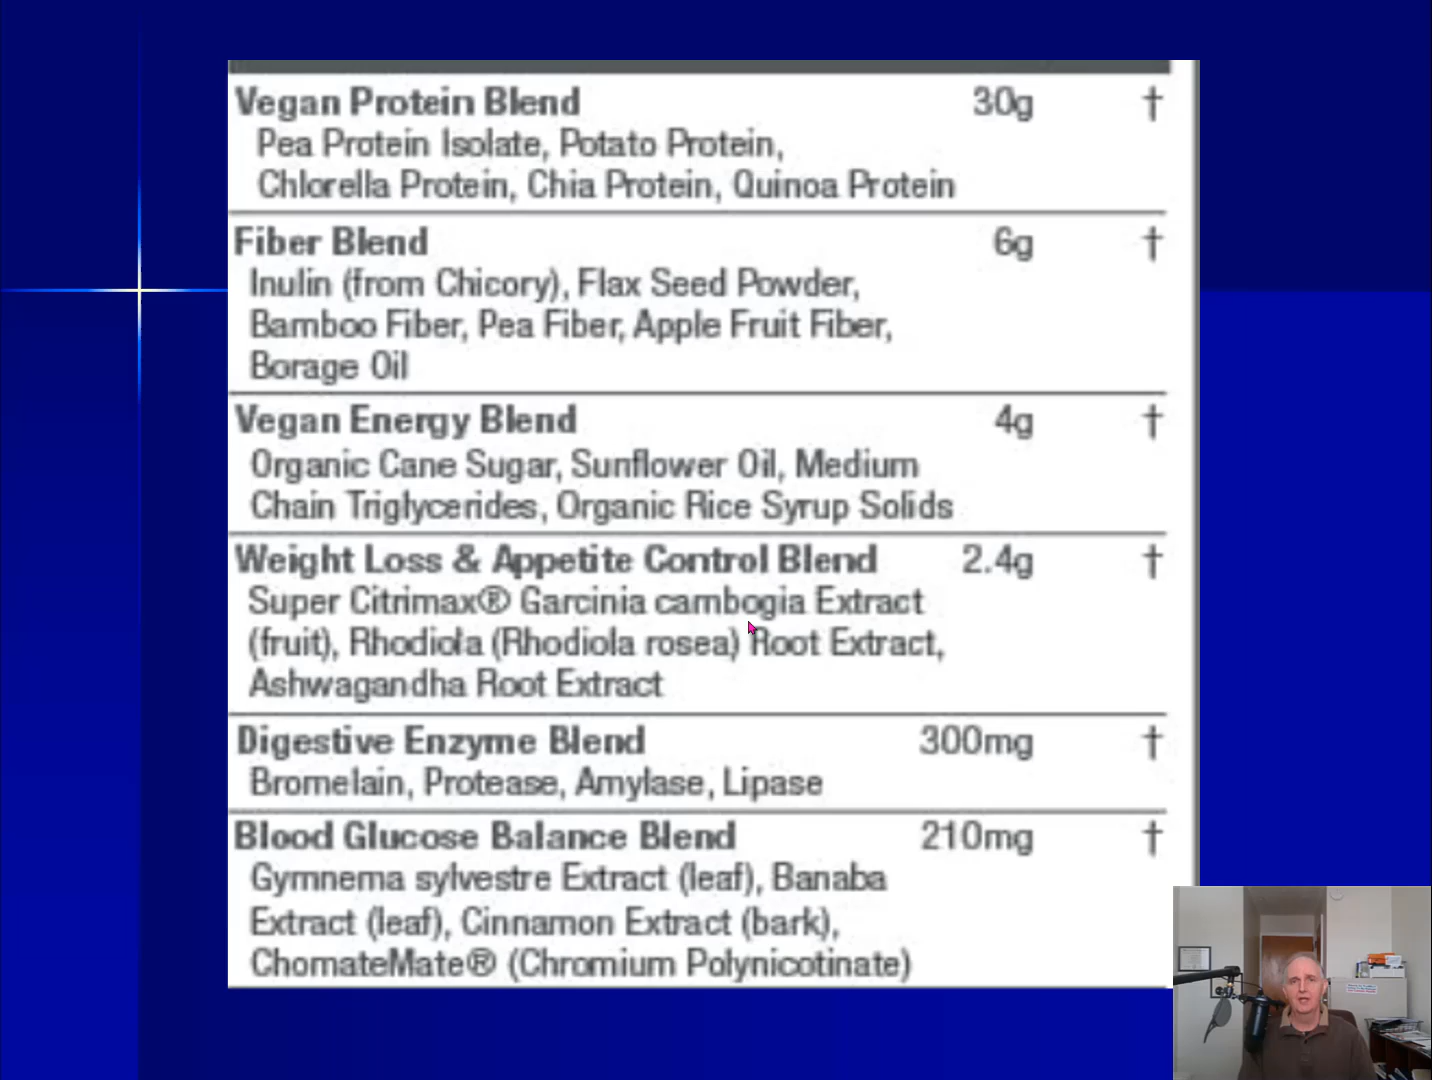 Vegan Protein Blend 30g †
Pea Protein Isolate, Potato Protein,
Chlorella Protein, Chia Protein, Quinoa Protein
Fiber Blend 6g †
Inulin (from Chicory), Flax Seed Powder,
Bamboo Fiber, Pea Fiber, Apple Fruit Fiber,
Borage Oil
Vegan Energy Blend 4g †
Organic Cane Sugar, Sunflower Oil, Medium
Chain Triglycerides, Organic Rice Syrup Solids
Weight Loss & Appetite Control Blend 2.4g †
Super Citrimax® Garcinia cambogia Extract
(fruit), Rhodiola (Rhodiola rosea) Root Extract,
Ashwagandha Root Extract
Digestive Enzyme Blend 300mg †
Bromelain, Protease, Amylase, Lipase
Blood Glucose Balance Blend 210mg †
Gymnema sylvestre Extract (leaf), Banaba
Extract (leaf), Cinnamon Extract (bark),
ChomateMate® (Chromium Polynicotinate)